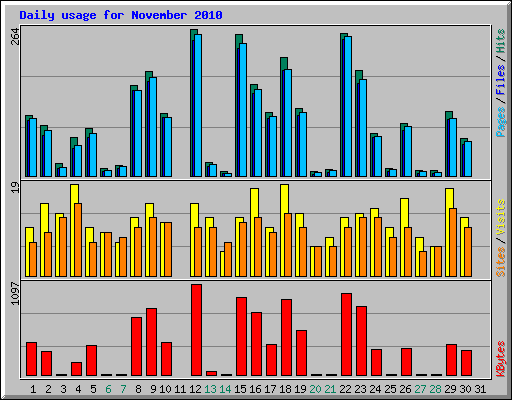 Daily usage for November 2010
264
Pages / Files / Hits
19
Sites / Visits
1097
KBytes
1 2 3 4 5 6 7 8 9 10 11 12 13 14 15 16 17 18 19 20 21 22 23 24 25 26 27 28 29 30 31